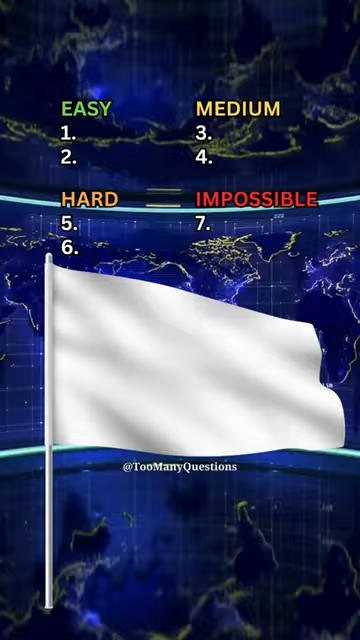 EASY
1.
2.
MEDIUM
3.
4.
HARD
5.
6.
IMPOSSIBLE
7.
@TooManyQuestions